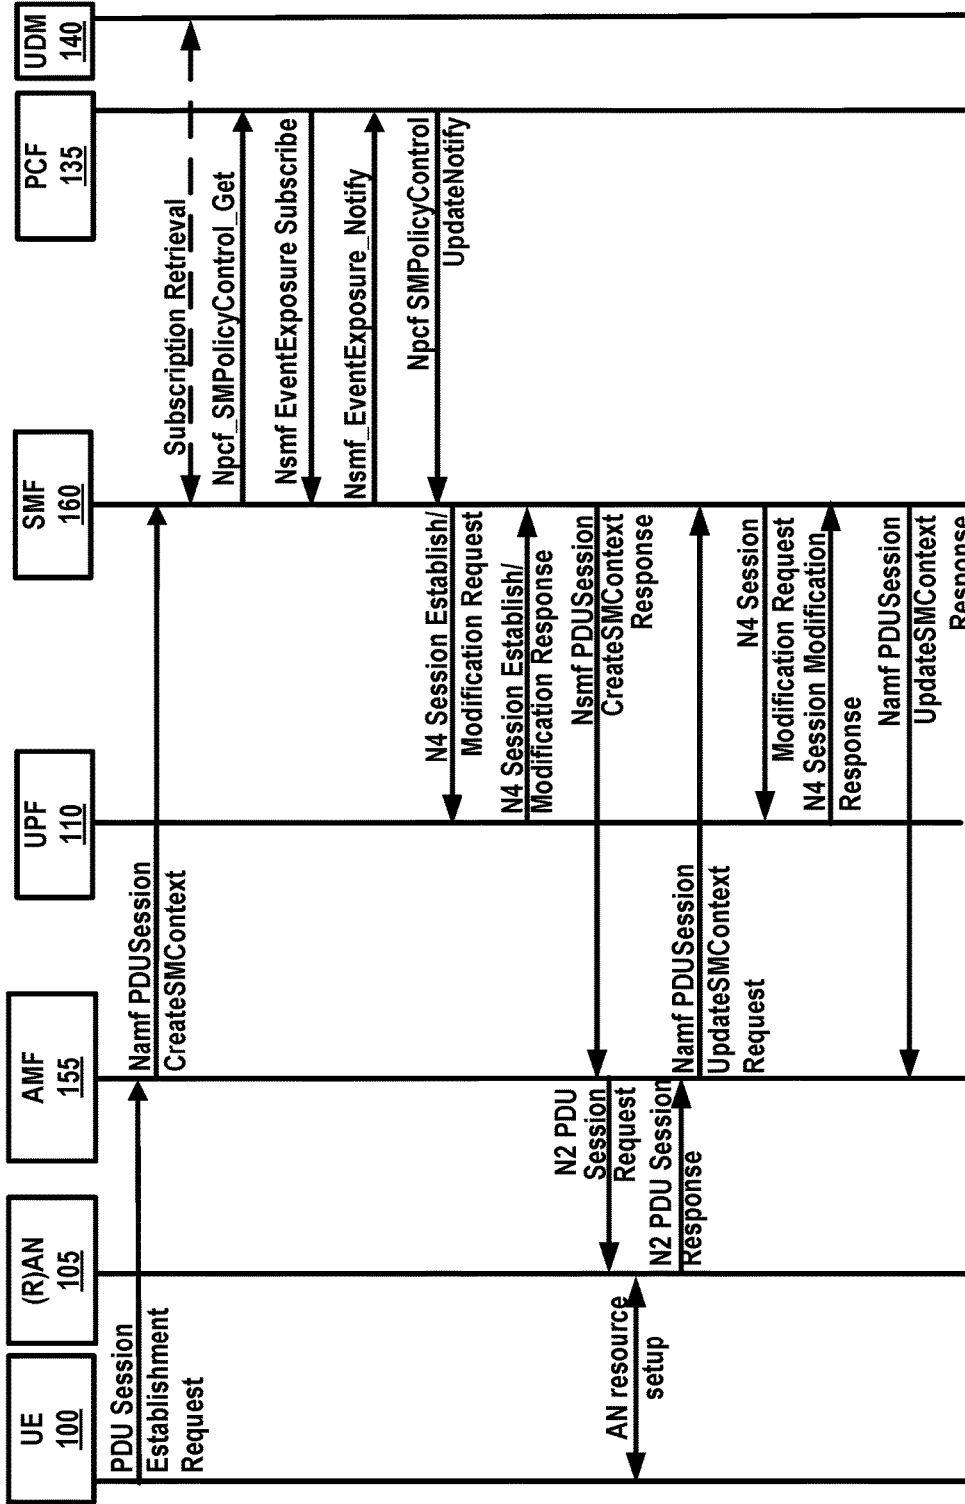 UE
100
(R)AN
105
AMF
155
UPF
110
SMF
160
PCF
135
UDM
140
PDU Session
Establishment
Request
Namf PDUSession
CreateSMContext
Subscription Retrieval
Npcf_SMPolicyControl_Get
Nsmf EventExposure Subscribe
Nsmf_EventExposure_Notify
Npcf SMPolicyControl
UpdateNotify
N4 Session Establish/
Modification Request
N4 Session Establish/
Modification Response
Nsmf PDUSession
CreateSMContext
Response
N2 PDU
Session
Request
AN resource
setup
N2 PDU Session
Response
Namf PDUSession
UpdateSMContext
Request
N4 Session
Modification Request
N4 Session Modification
Response
Namf PDUSession
UpdateSMContext
Response